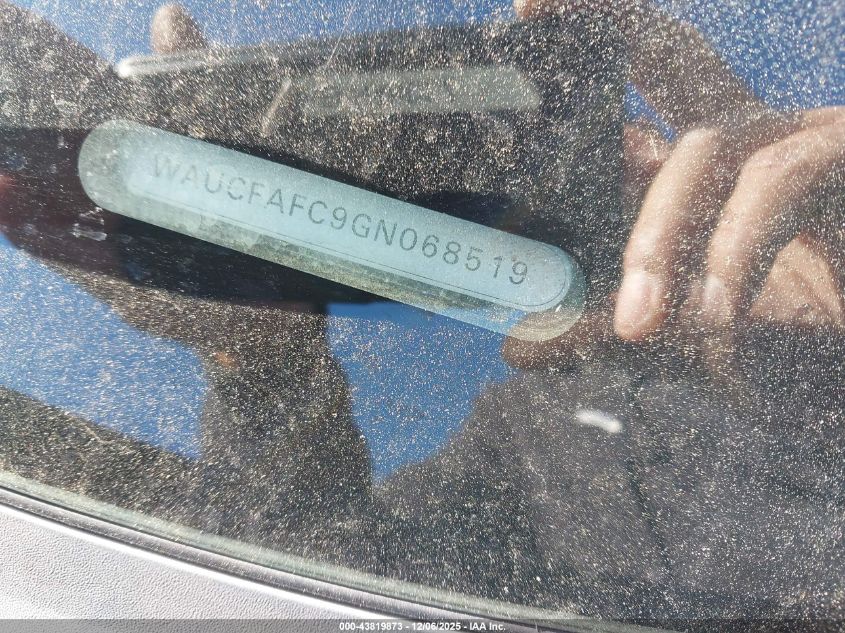 WAUCFAFC9GN068519
000-43819873 - 12/06/2025 - IAA Inc.